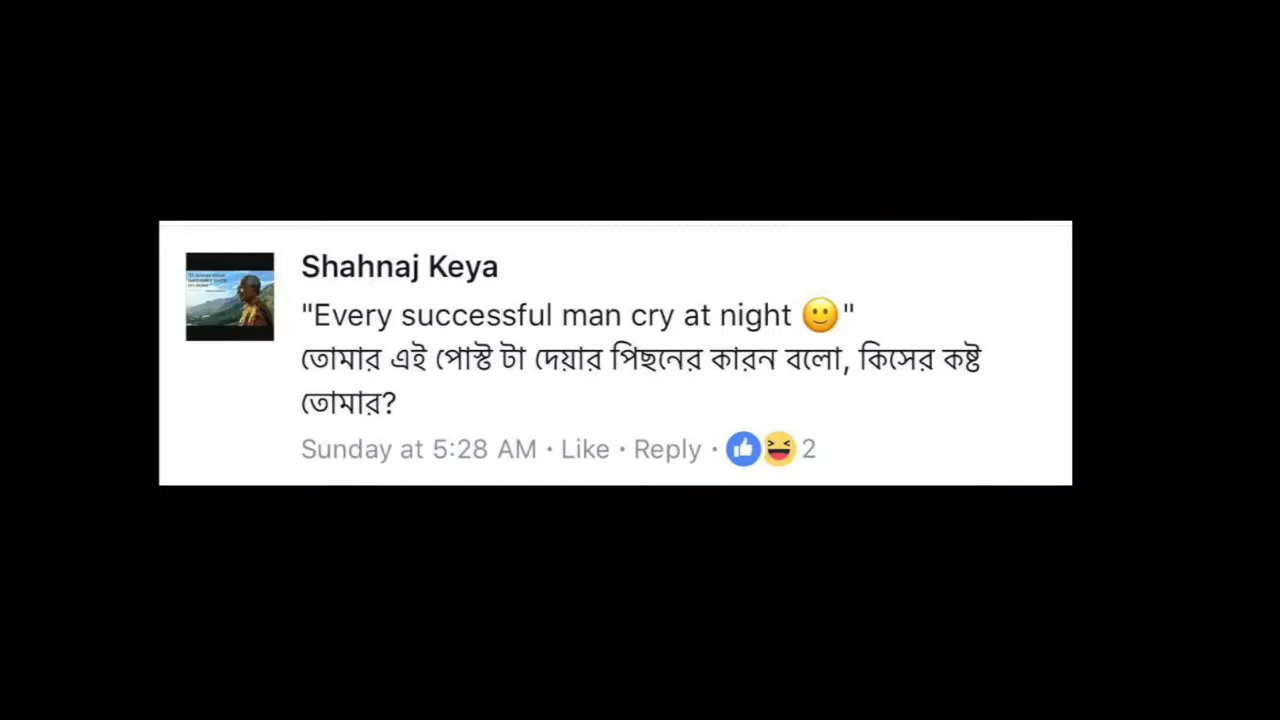 Shahnaj Keya
"Every successful man cry at night 🙂"
তোমার এই পোস্ট টা দেয়ার পিছনের কারন বলো, কিসের কষ্ট
তোমার?
Sunday at 5:28 AM · Like · Reply · 👍😆 2